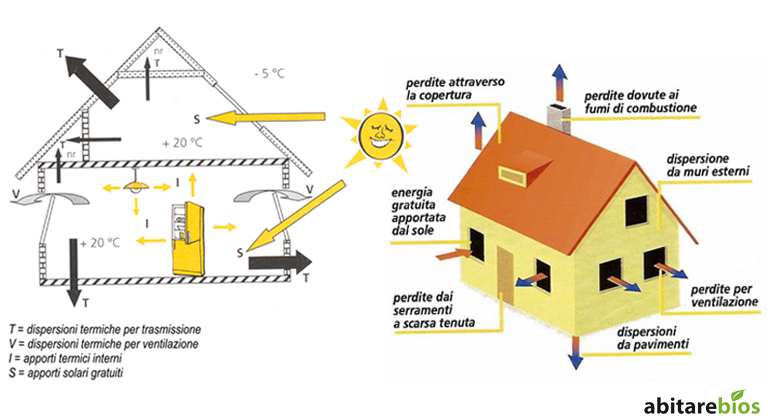 T
nr
T
- 5 °C
S
+ 20 °C
T
nr
V
I
V
I
+ 20 °C
S
T
T
T = dispersioni termiche per trasmissione
V = dispersioni termiche per ventilazione
I = apporti termici interni
S = apporti solari gratuiti
perdite attraverso
la copertura
perdite dovute ai
fumi di combustione
dispersione
da muri esterni
energia
gratuita
apportata
dal sole
perdite dai
serramenti
a scarsa tenuta
perdite per
ventilazione
dispersioni
da pavimenti
abitarebios